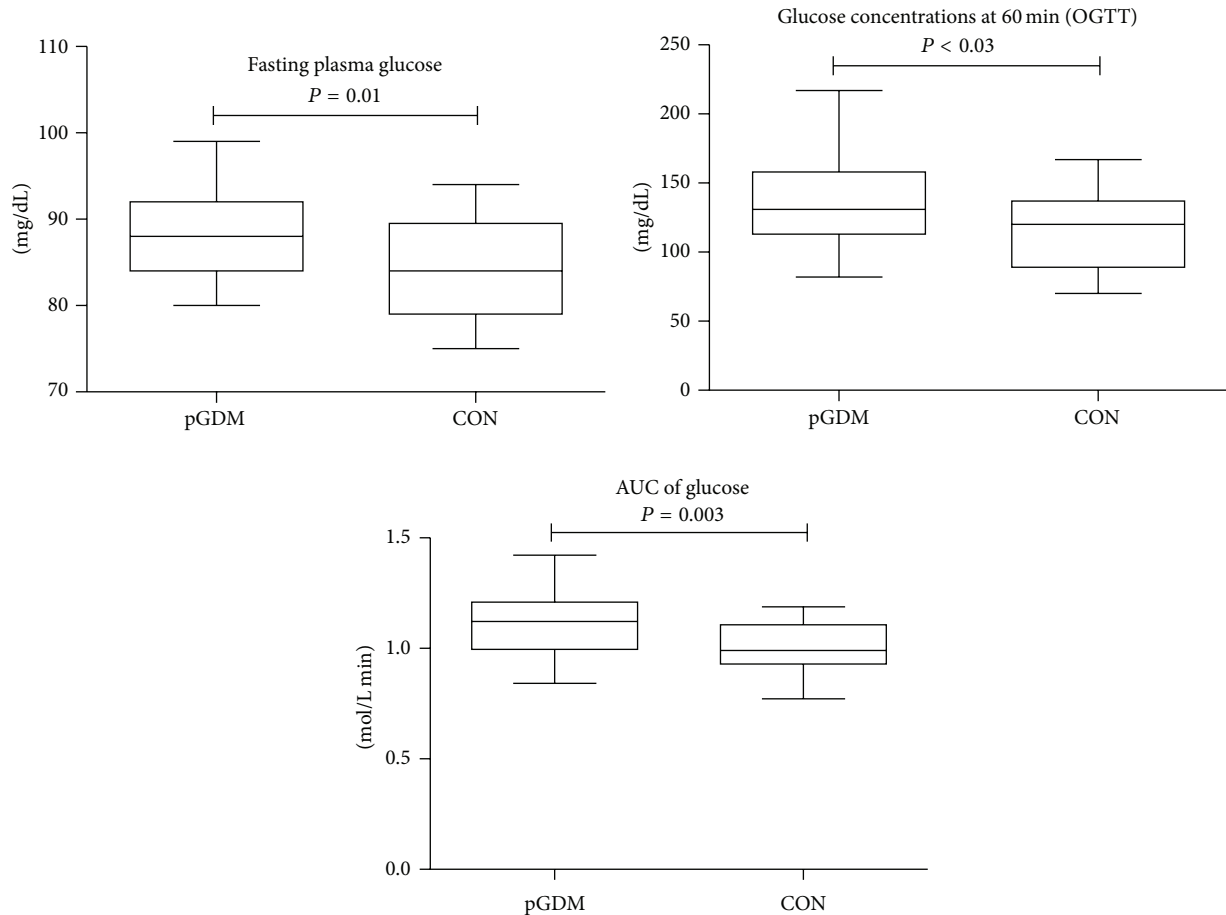 110
100
90
80
70
(mg/dL)
Fasting plasma glucose
P = 0.01
pGDM
CON
Glucose concentrations at 60 min (OGTT)
P < 0.03
250
200
150
100
50
0
(mg/dL)
pGDM
CON
AUC of glucose
P = 0.003
1.5
1.0
0.5
0.0
(mol/L min)
pGDM
CON